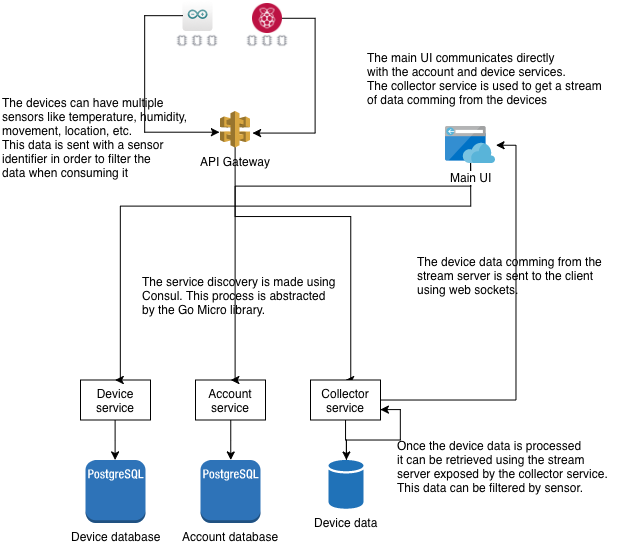 The main UI communicates directly
with the account and device services.
The collector service is used to get a stream
of data comming from the devices
The devices can have multiple
sensors like temperature, humidity,
movement, location, etc.
This data is sent with a sensor
identifier in order to filter the
data when consuming it
API Gateway
Main UI
The device data comming from the
stream server is sent to the client
using web sockets.
The service discovery is made using
Consul. This process is abstracted
by the Go Micro library.
Device
service
Account
service
Collector
service
PostgreSQL
PostgreSQL
Once the device data is processed
it can be retrieved using the stream
server exposed by the collector service.
This data can be filtered by sensor.
Device database
Account database
Device data